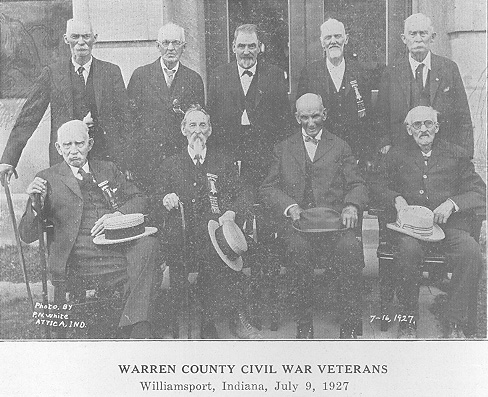 Photo. BY
P.N. White
ATTICA, IND.
7-16, 1927.
WARREN COUNTY CIVIL WAR VETERANS
Williamsport, Indiana, July 9, 1927